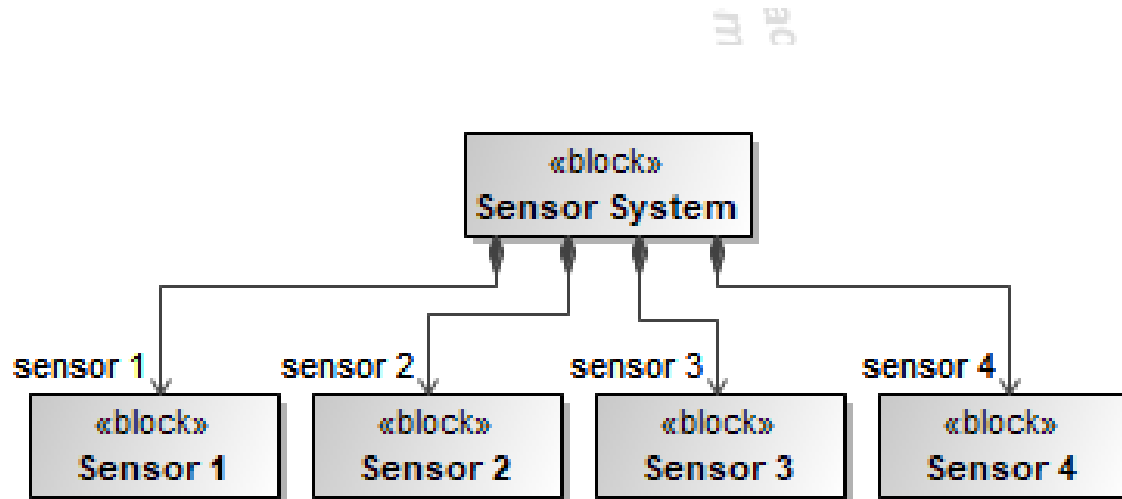 «block»
Sensor System
sensor 1
sensor 2
sensor 3
sensor 4
«block»
Sensor 1
«block»
Sensor 2
«block»
Sensor 3
«block»
Sensor 4